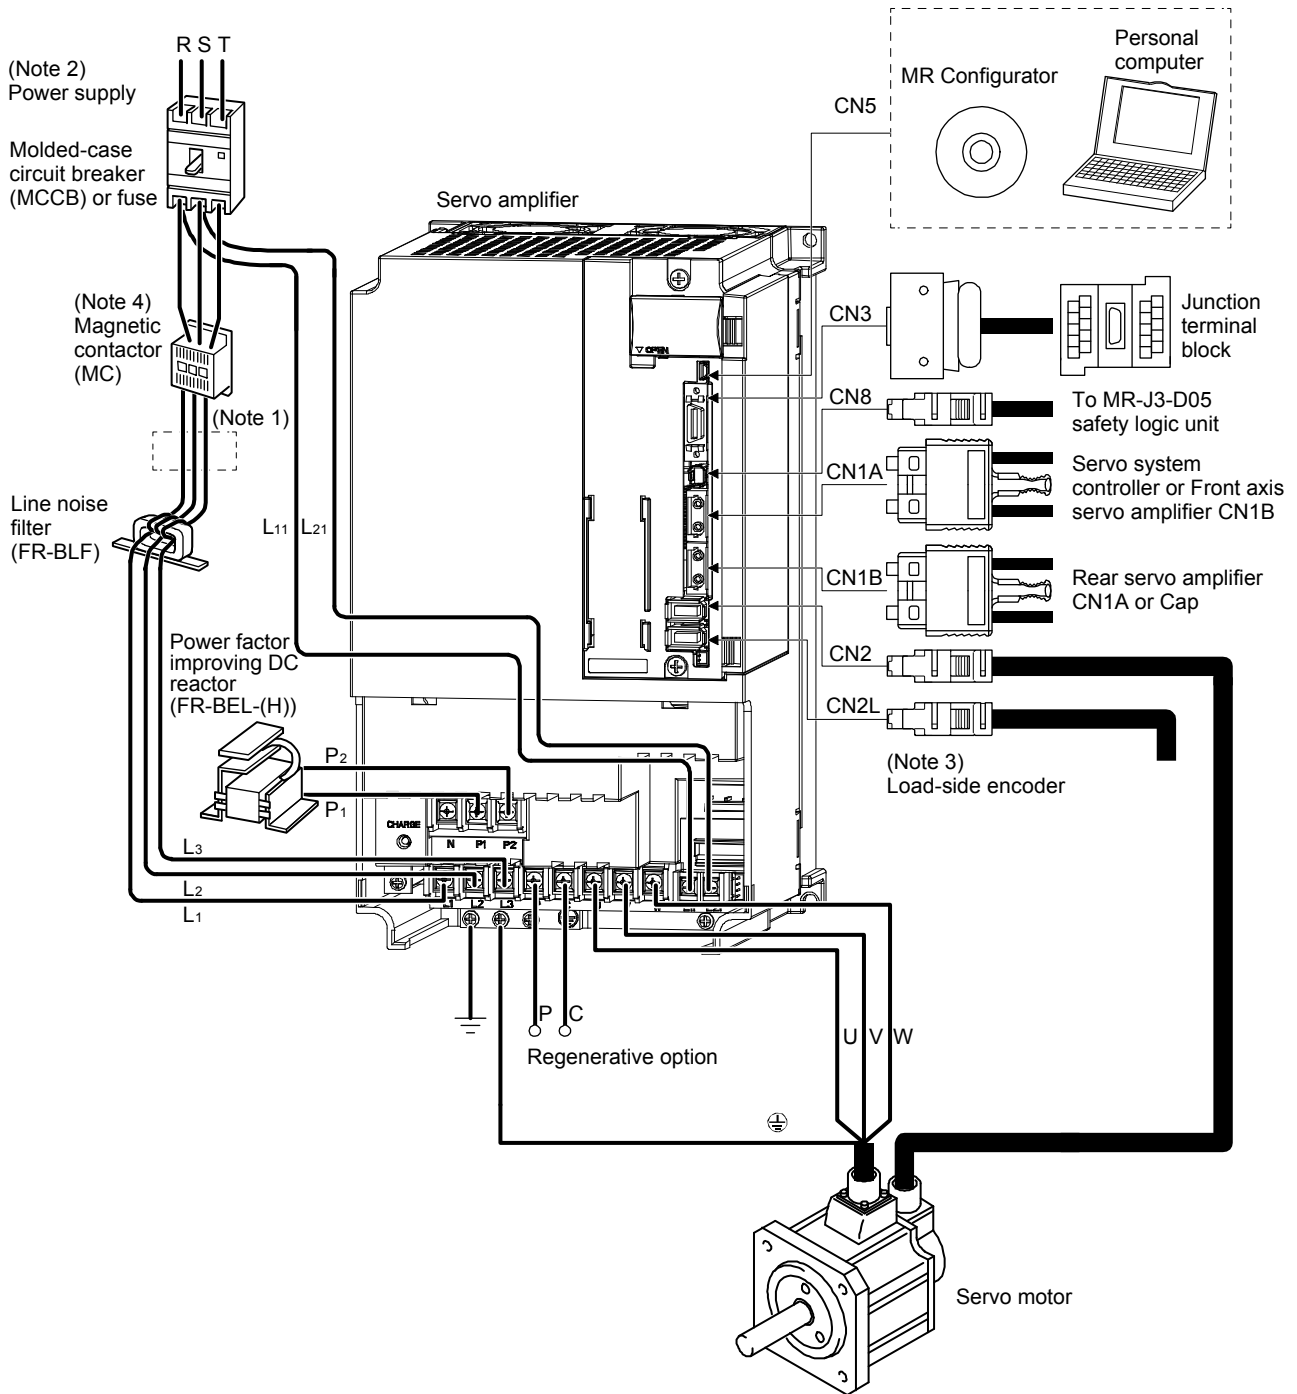 R S T
(Note 2)
Power supply
Molded-case
circuit breaker
(MCCB) or fuse
Servo amplifier
CN5
MR Configurator
Personal
computer
(Note 4)
Magnetic
contactor
(MC)
(Note 1)
Line noise
filter
(FR-BLF)
L11 L21
▽ OPEN
CN3
Junction
terminal
block
CN8
To MR-J3-D05
safety logic unit
CN1A
Servo system
controller or Front axis
servo amplifier CN1B
CN1B
Rear servo amplifier
CN1A or Cap
CN2
CN2L
(Note 3)
Load-side encoder
Power factor
improving DC
reactor
(FR-BEL-(H))
P2
P1
CHARGE
N P1 P2
L3
L2
L1
L1 L2 L3
P C
Regenerative option
U V W
Servo motor